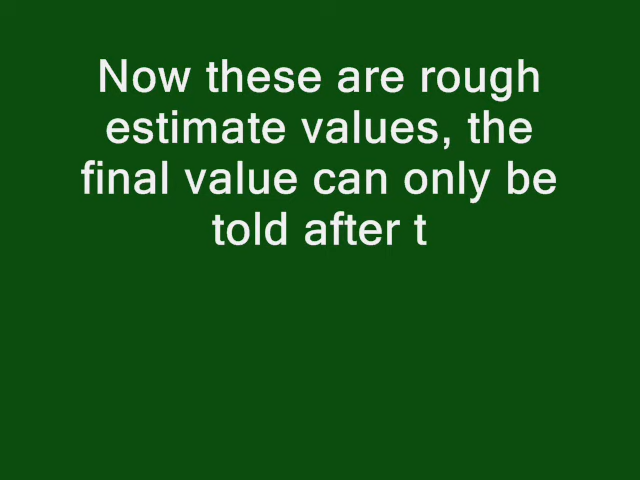 Now these are rough
estimate values, the
final value can only be
told after t